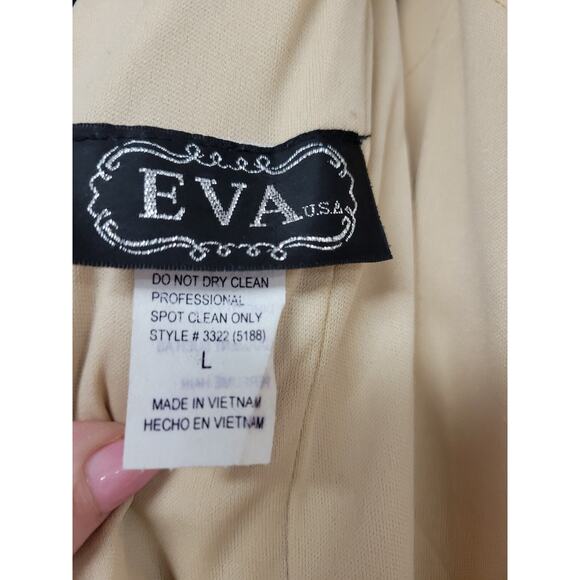 EVA U.S.A
DO NOT DRY CLEAN
PROFESSIONAL
SPOT CLEAN ONLY
STYLE # 3322 (5188)
L
MADE IN VIETNAM
HECHO EN VIETNAM